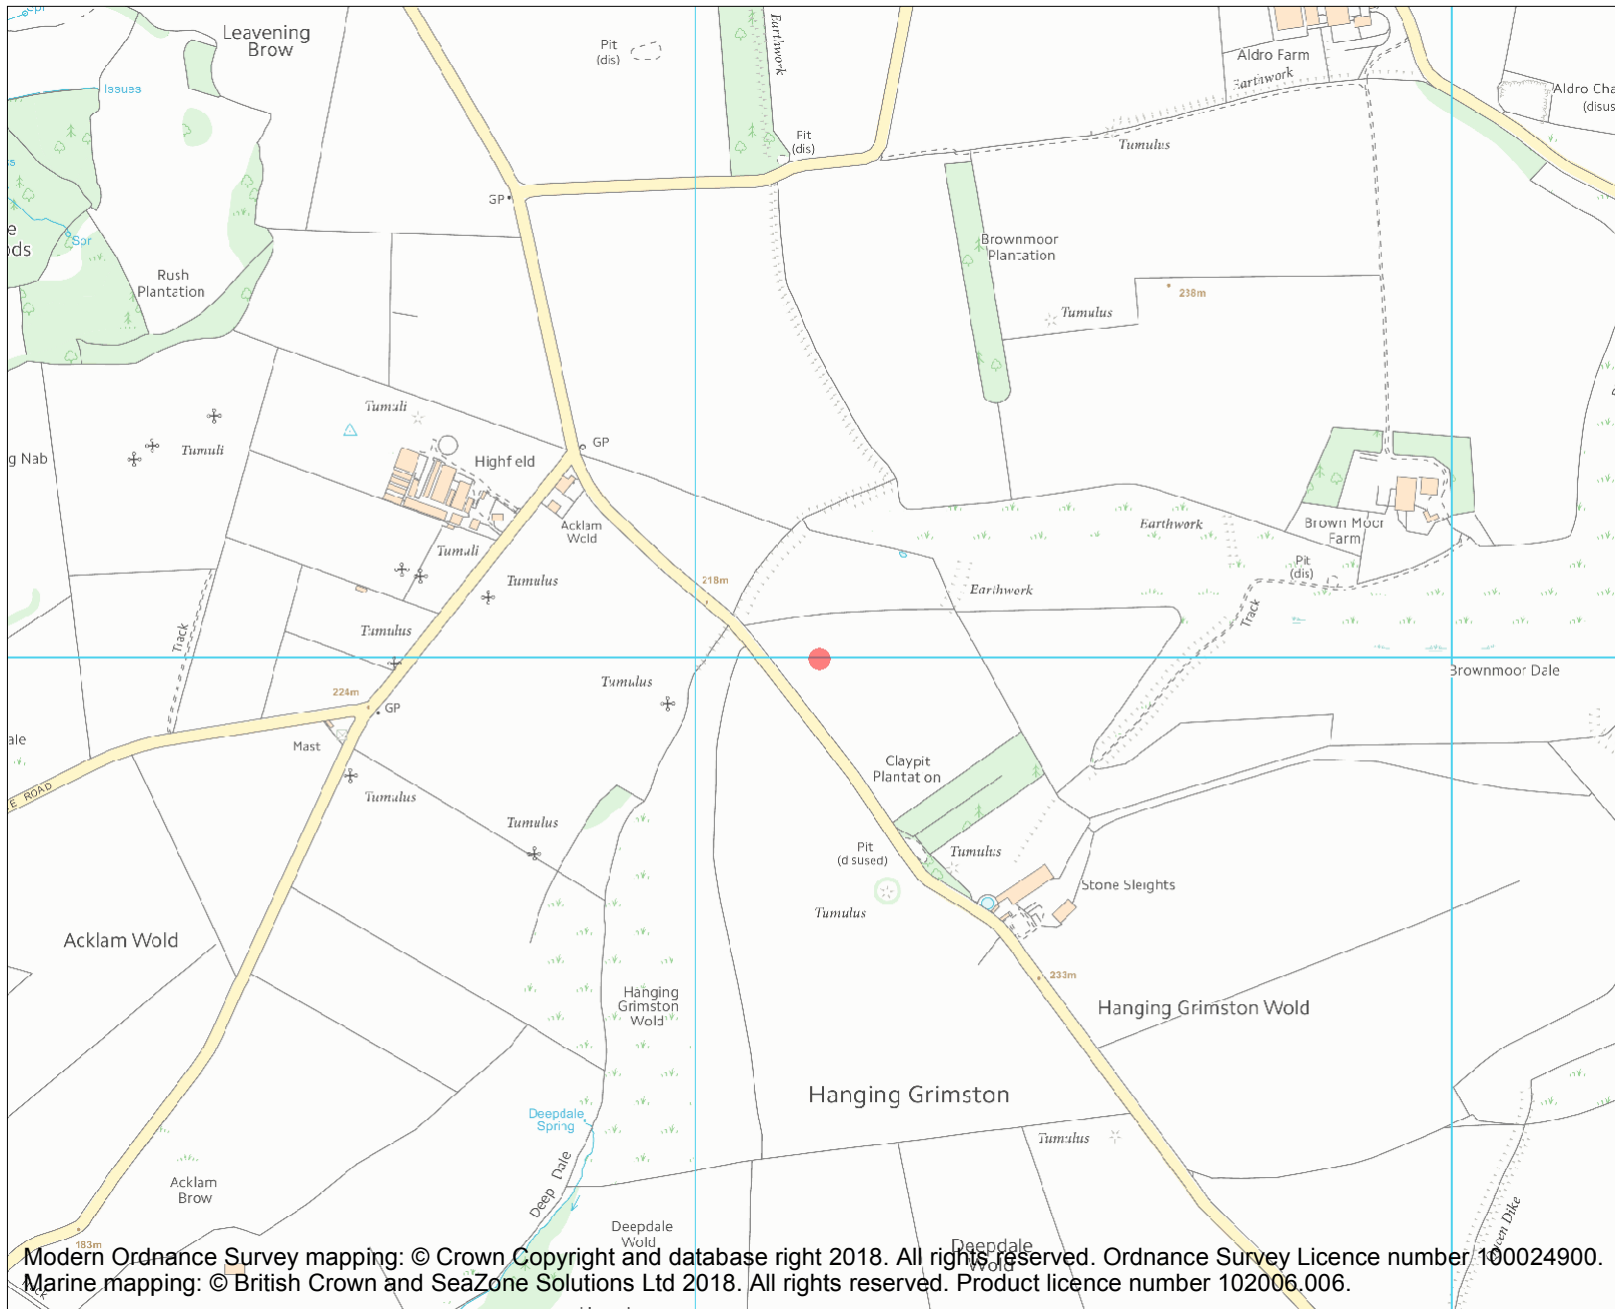 Spr
Leavening
Brow
Pit
(dis)
Earthwork
Aldro Farm
Earthwork
Issues
Aldro Cha
(disus
Fit
(dis)
Tumulus
GP
e
ods
Spr
Brownmoor
Plantation
Rush
Plantation
238m
Tumulus
Tumuli
GP
g Nab
Tumuli
Highfield
Acklam
Wold
Earthwork
Brown Moor
Farm
Tumuli
Pit
(dis)
Tumulus
218m
Earthwork
Track
Track
Tumulus
Brownmoor Dale
Tumulus
224m
GP
ale
Mast
Claypit
Plantation
E ROAD
Tumulus
Tumulus
Pit
(disused)
Tumulus
Stone Sleights
Tumulus
Acklam Wold
233m
Hanging
Grimston
Wold
Hanging Grimston Wold
Hanging Grimston
Deepdale
Spring
Tumulus
Deep Dale
Acklam
Brow
Deepdale
Wold
Deepdale
Wold
183m
Modern Ordnance Survey mapping: © Crown Copyright and database right 2018. All rights reserved. Ordnance Survey Licence number 100024900.
Marine mapping: © British Crown and SeaZone Solutions Ltd 2018. All rights reserved. Product licence number 102006.006.